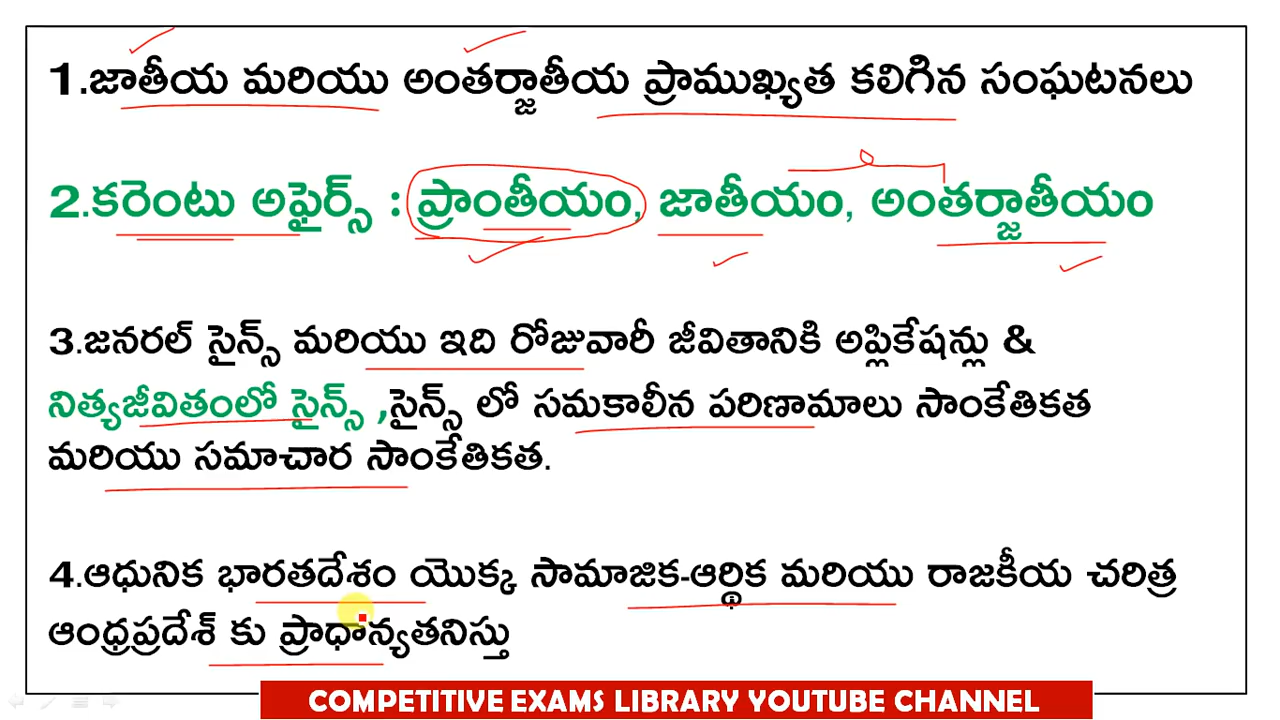 1.జాతీయ మరియు అంతర్జాతీయ ప్రాముఖ్యత కలిగిన సంఘటనలు
2.కరెంటు అఫైర్స్ : ప్రాంతీయం, జాతీయం, అంతర్జాతీయం
3.జనరల్ సైన్స్ మరియు ఇది రోజువారీ జీవితానికి అప్లికేషన్లు &
నిత్యజీవితంలో సైన్స్ ,సైన్స్ లో సమకాలీన పరిణామాలు సాంకేతికత
మరియు సమాచార సాంకేతికత.
4.ఆధునిక భారతదేశం యొక్క సామాజిక-ఆర్థిక మరియు రాజకీయ చరిత్ర
ఆంధ్రప్రదేశ్ కు ప్రాధాన్యతనిస్తు
COMPETITIVE EXAMS LIBRARY YOUTUBE CHANNEL